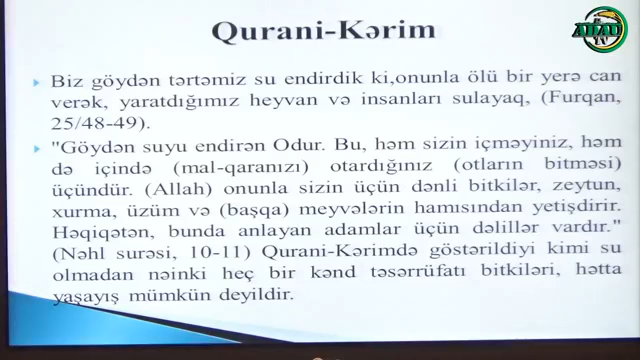 Qurani-Kərim
ADAU
TV
Biz göydən tərtəmiz su endirdik ki,onunla ölü bir yerə can
verək, yaratdığımız heyvan və insanları sulayaq, (Furqan,
25/48-49).
"Göydən suyu endirən Odur. Bu, həm sizin içməyiniz, həm
də içində (mal-qaranızı) otardığınız (otların bitməsi)
üçündür. (Allah) onunla sizin üçün dənli bitkilər, zeytun,
xurma, üzüm və (başqa) meyvələrin hamısından yetişdirir.
Həqiqətən, bunda anlayan adamlar üçün dəlillər vardır."
(Nəhl surəsi, 10-11) Qurani-Kərimdə göstərildiyi kimi su
olmadan nəinki heç bir kənd təsərrüfatı bitkiləri, hətta
yaşayış mümkün deyildir.